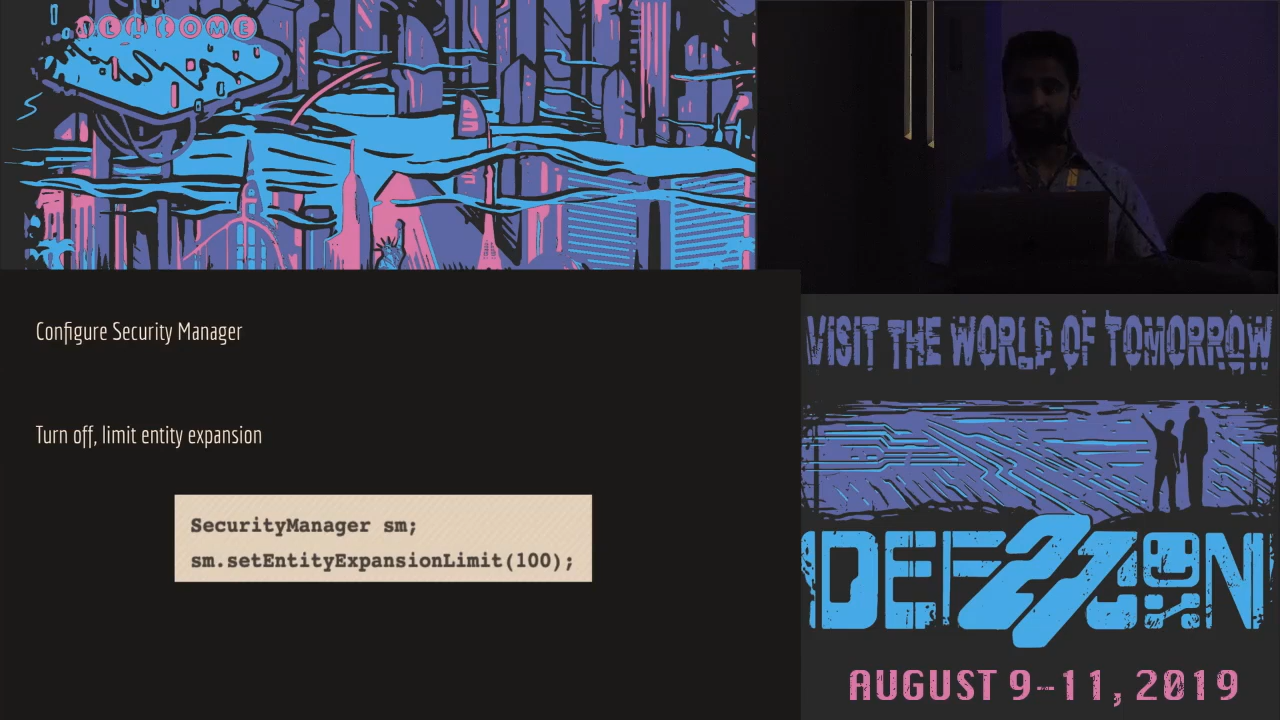 WELCOME
Configure Security Manager
Turn off, limit entity expansion
SecurityManager sm;
sm.setEntityExpansionLimit(100);
VISIT THE WORLD OF TOMORROW
DEF 27 CON
AUGUST 9-11, 2019